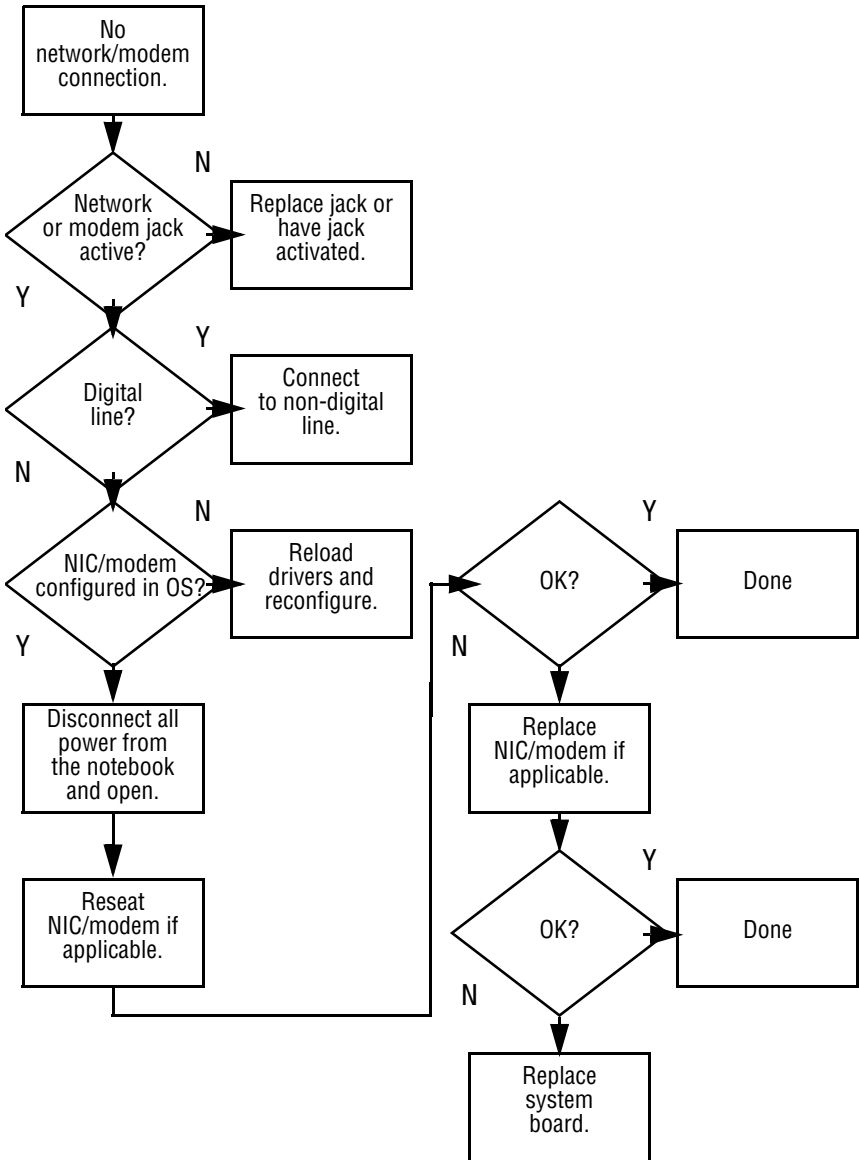 No
network/modem
connection.
N
Network
or modem jack
active?
Replace jack or
have jack
activated.
Y
Y
Digital
line?
Connect
to non-digital
line.
N
N
NIC/modem
configured in OS?
Reload
drivers and
reconfigure.
Y
Disconnect all
power from
the notebook
and open.
Reseat
NIC/modem if
applicable.
Y
OK?
Done
N
Replace
NIC/modem if
applicable.
Y
OK?
Done
N
Replace
system
board.